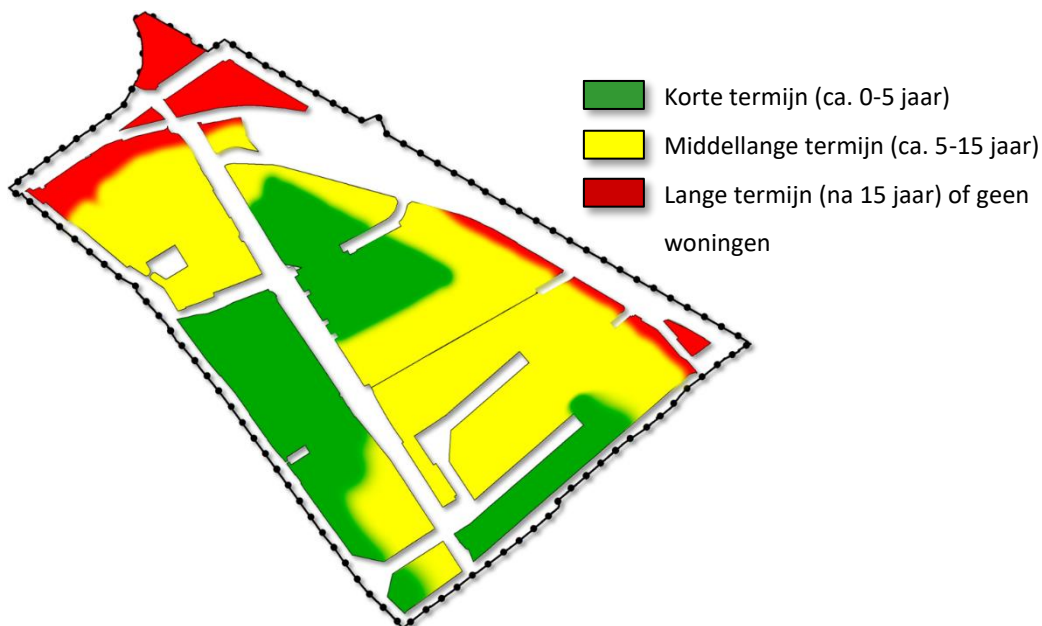 Korte termijn (ca. 0-5 jaar)
Middellange termijn (ca. 5-15 jaar)
Lange termijn (na 15 jaar) of geen
woningen